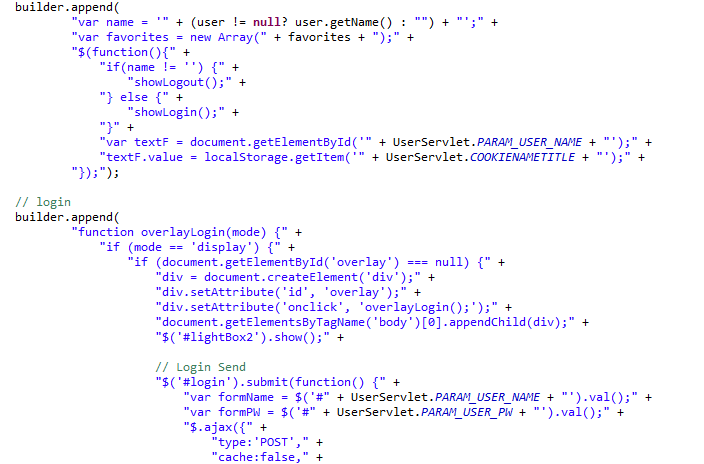 builder.append(
"var name = '" + (user != null? user.getName() : "") + "';" +
"var favorites = new Array(" + favorites + ");" +
"$(function(){" +
"if(name != '') {" +
"showLogout();" +
"} else {" +
"showLogin();" +
"}" +
"var textF = document.getElementById('" + UserServlet.PARAM_USER_NAME + "');" +
"textF.value = localStorage.getItem('" + UserServlet.COOKIENAMETITLE + "');" +
"});");
// login
builder.append(
"function overlayLogin(mode) {" +
"if (mode == 'display') {" +
"if (document.getElementById('overlay') === null) {" +
"div = document.createElement('div');" +
"div.setAttribute('id', 'overlay');" +
"div.setAttribute('onclick', 'overlayLogin();');" +
"document.getElementsByTagName('body')[0].appendChild(div);" +
"$('#lightBox2').show();" +
// Login Send
"$('#login').submit(function() {" +
"var formName = $('#" + UserServlet.PARAM_USER_NAME + "').val();" +
"var formPW = $('#" + UserServlet.PARAM_USER_PW + "').val();" +
"$.ajax({" +
"type:'POST'," +
"cache:false," +